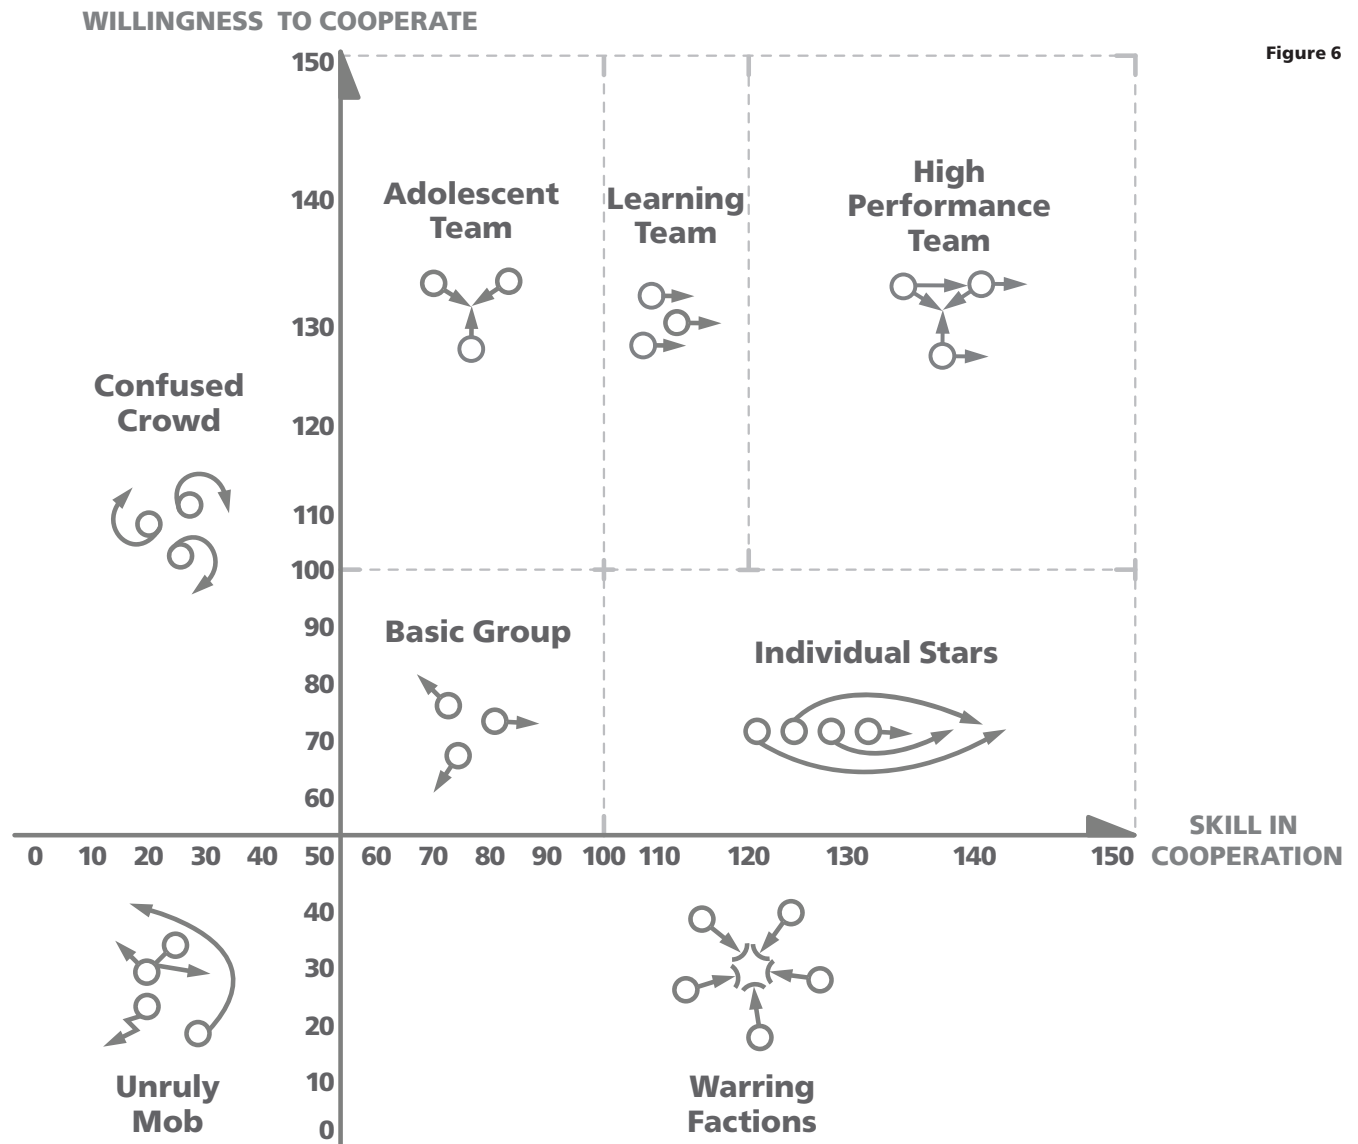 WILLINGNESS TO COOPERATE
Figure 6
150
140
130
120
110
100
90
80
70
60
Adolescent
Team
Learning
Team
High
Performance
Team
Confused
Crowd
Basic Group
Individual Stars
SKILL IN
COOPERATION
0 10 20 30 40 50 60 70 80 90 100 110 120 130 140 150
40
30
20
10
0
Unruly
Mob
Warring
Factions